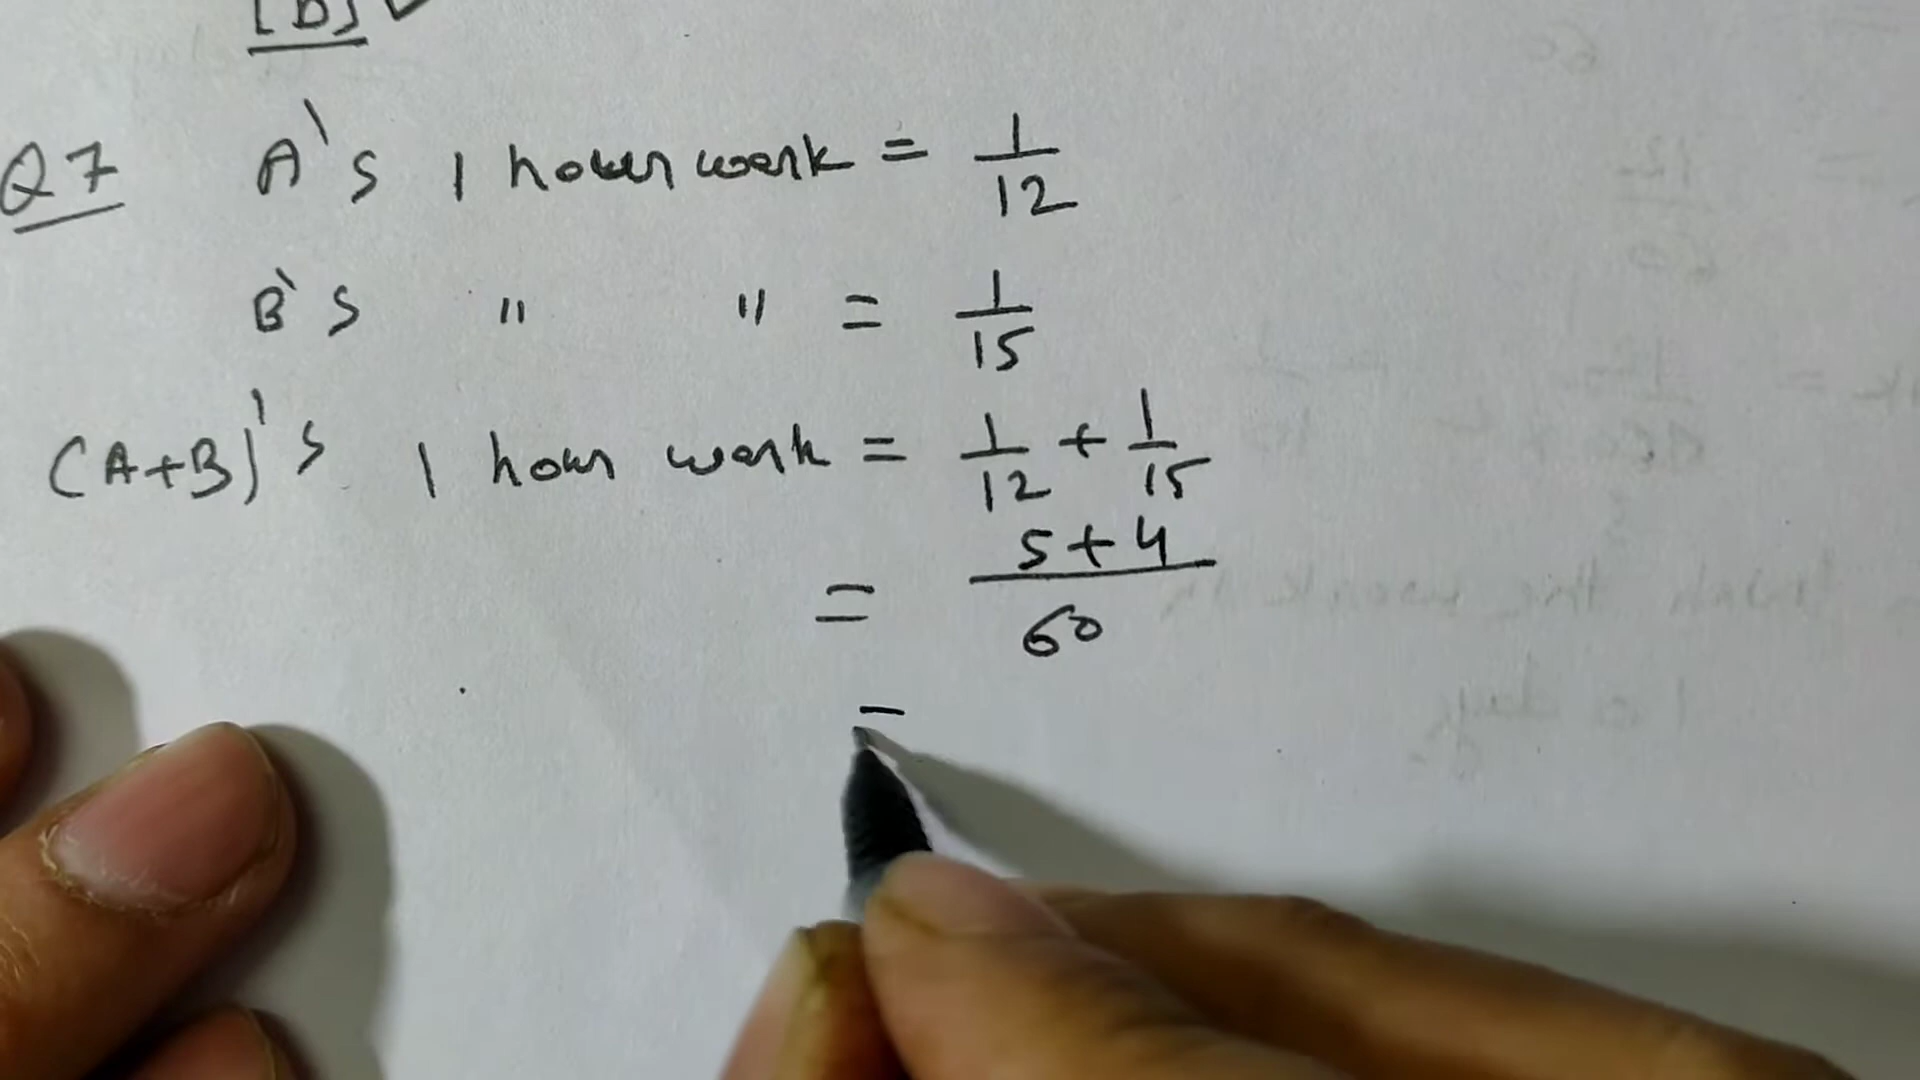 [B] ✓
Q7 A's 1 hour work = 1/12
B's " " = 1/15
(A+B)'s 1 hour work = 1/12 + 1/15
= 5+4/60
=